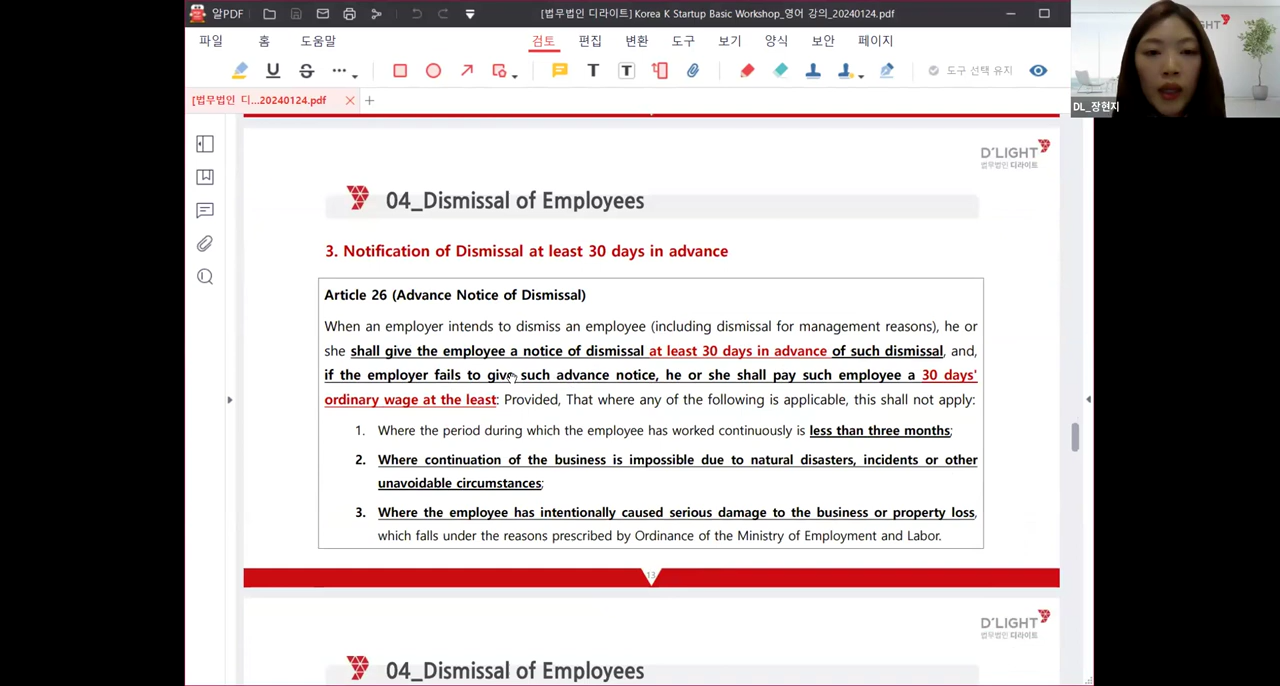 알PDF
[법무법인 디라이트] Korea K Startup Basic Workshop_영어 강의_20240124.pdf
파일 홈 도움말 검토 편집 변환 도구 보기 양식 보안 페이지
도구 선택 유지
[법무법인 디...20240124.pdf
DL_장현지
D'LIGHT
법무법인 디라이트
04_Dismissal of Employees
3. Notification of Dismissal at least 30 days in advance
Article 26 (Advance Notice of Dismissal)
When an employer intends to dismiss an employee (including dismissal for management reasons), he or
she shall give the employee a notice of dismissal at least 30 days in advance of such dismissal, and,
if the employer fails to give such advance notice, he or she shall pay such employee a 30 days'
ordinary wage at the least: Provided, That where any of the following is applicable, this shall not apply:
1. Where the period during which the employee has worked continuously is less than three months;
2. Where continuation of the business is impossible due to natural disasters, incidents or other
unavoidable circumstances;
3. Where the employee has intentionally caused serious damage to the business or property loss,
which falls under the reasons prescribed by Ordinance of the Ministry of Employment and Labor.
13
D'LIGHT
법무법인 디라이트
04_Dismissal of Employees